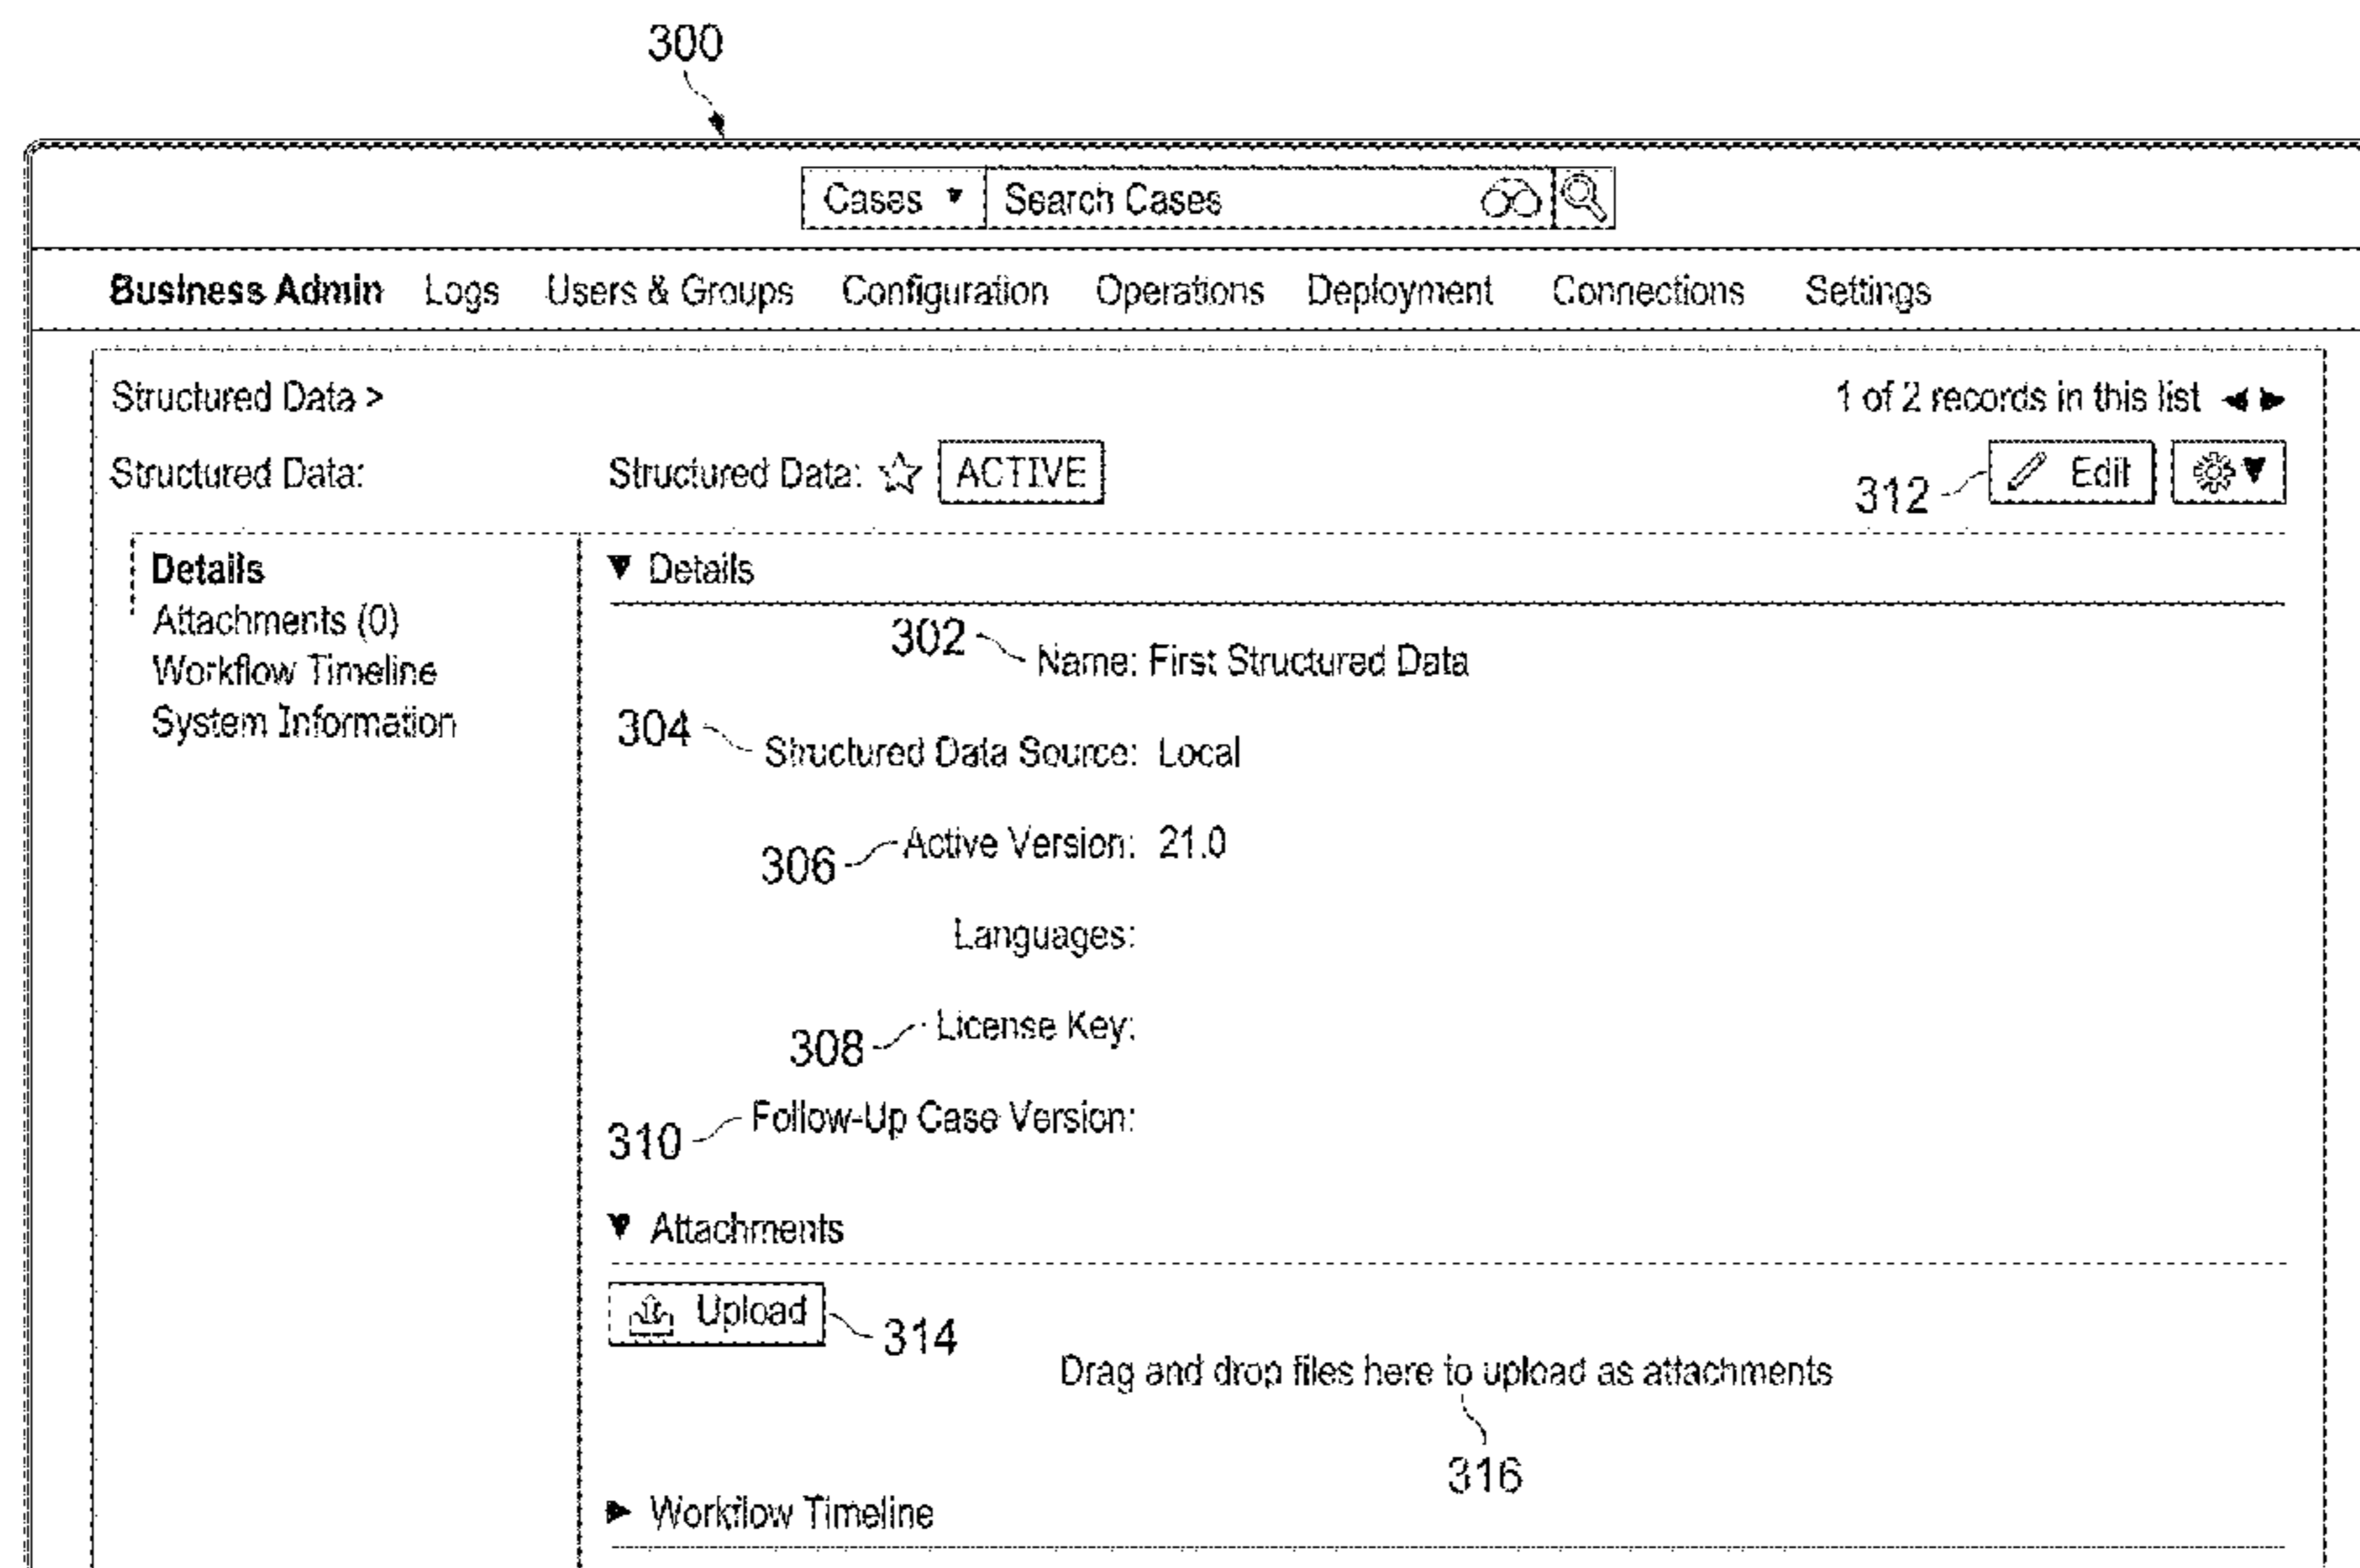 300
Cases Search Cases
Business Admin Logs Users & Groups Configuration Operations Deployment Connections Settings
Structured Data > 1 of 2 records in this list
Structured Data: Structured Data: ACTIVE 312 Edit
Details
Attachments (0)
Workflow Timeline
System Information
Details
302 Name: First Structured Data
304 Structured Data Source: Local
306 Active Version: 21.0
Languages:
308 License Key:
310 Follow-Up Case Version:
Attachments
Upload 314
Drag and drop files here to upload as attachments
316
Workflow Timeline